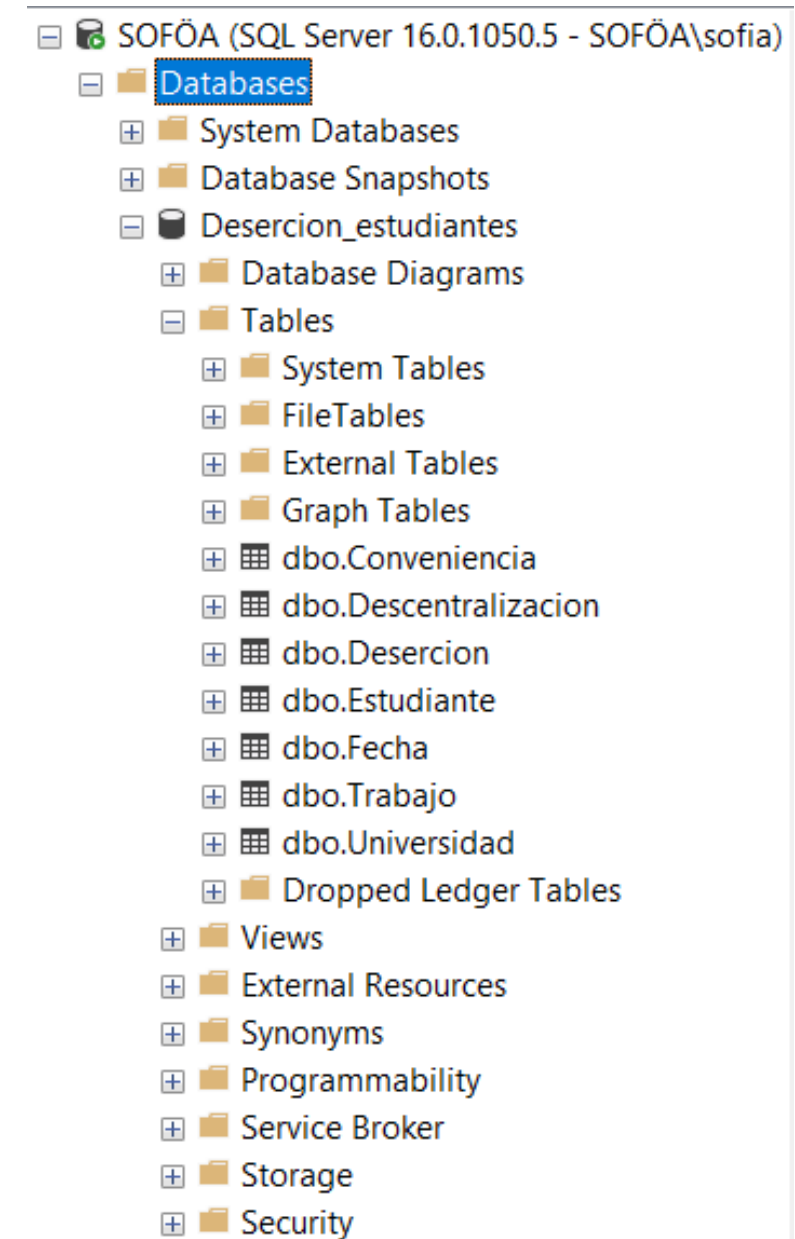 SOFÖA (SQL Server 16.0.1050.5 - SOFÖA\sofia)
Databases
System Databases
Database Snapshots
Desercion_estudiantes
Database Diagrams
Tables
System Tables
FileTables
External Tables
Graph Tables
dbo.Conveniencia
dbo.Descentralizacion
dbo.Desercion
dbo.Estudiante
dbo.Fecha
dbo.Trabajo
dbo.Universidad
Dropped Ledger Tables
Views
External Resources
Synonyms
Programmability
Service Broker
Storage
Security